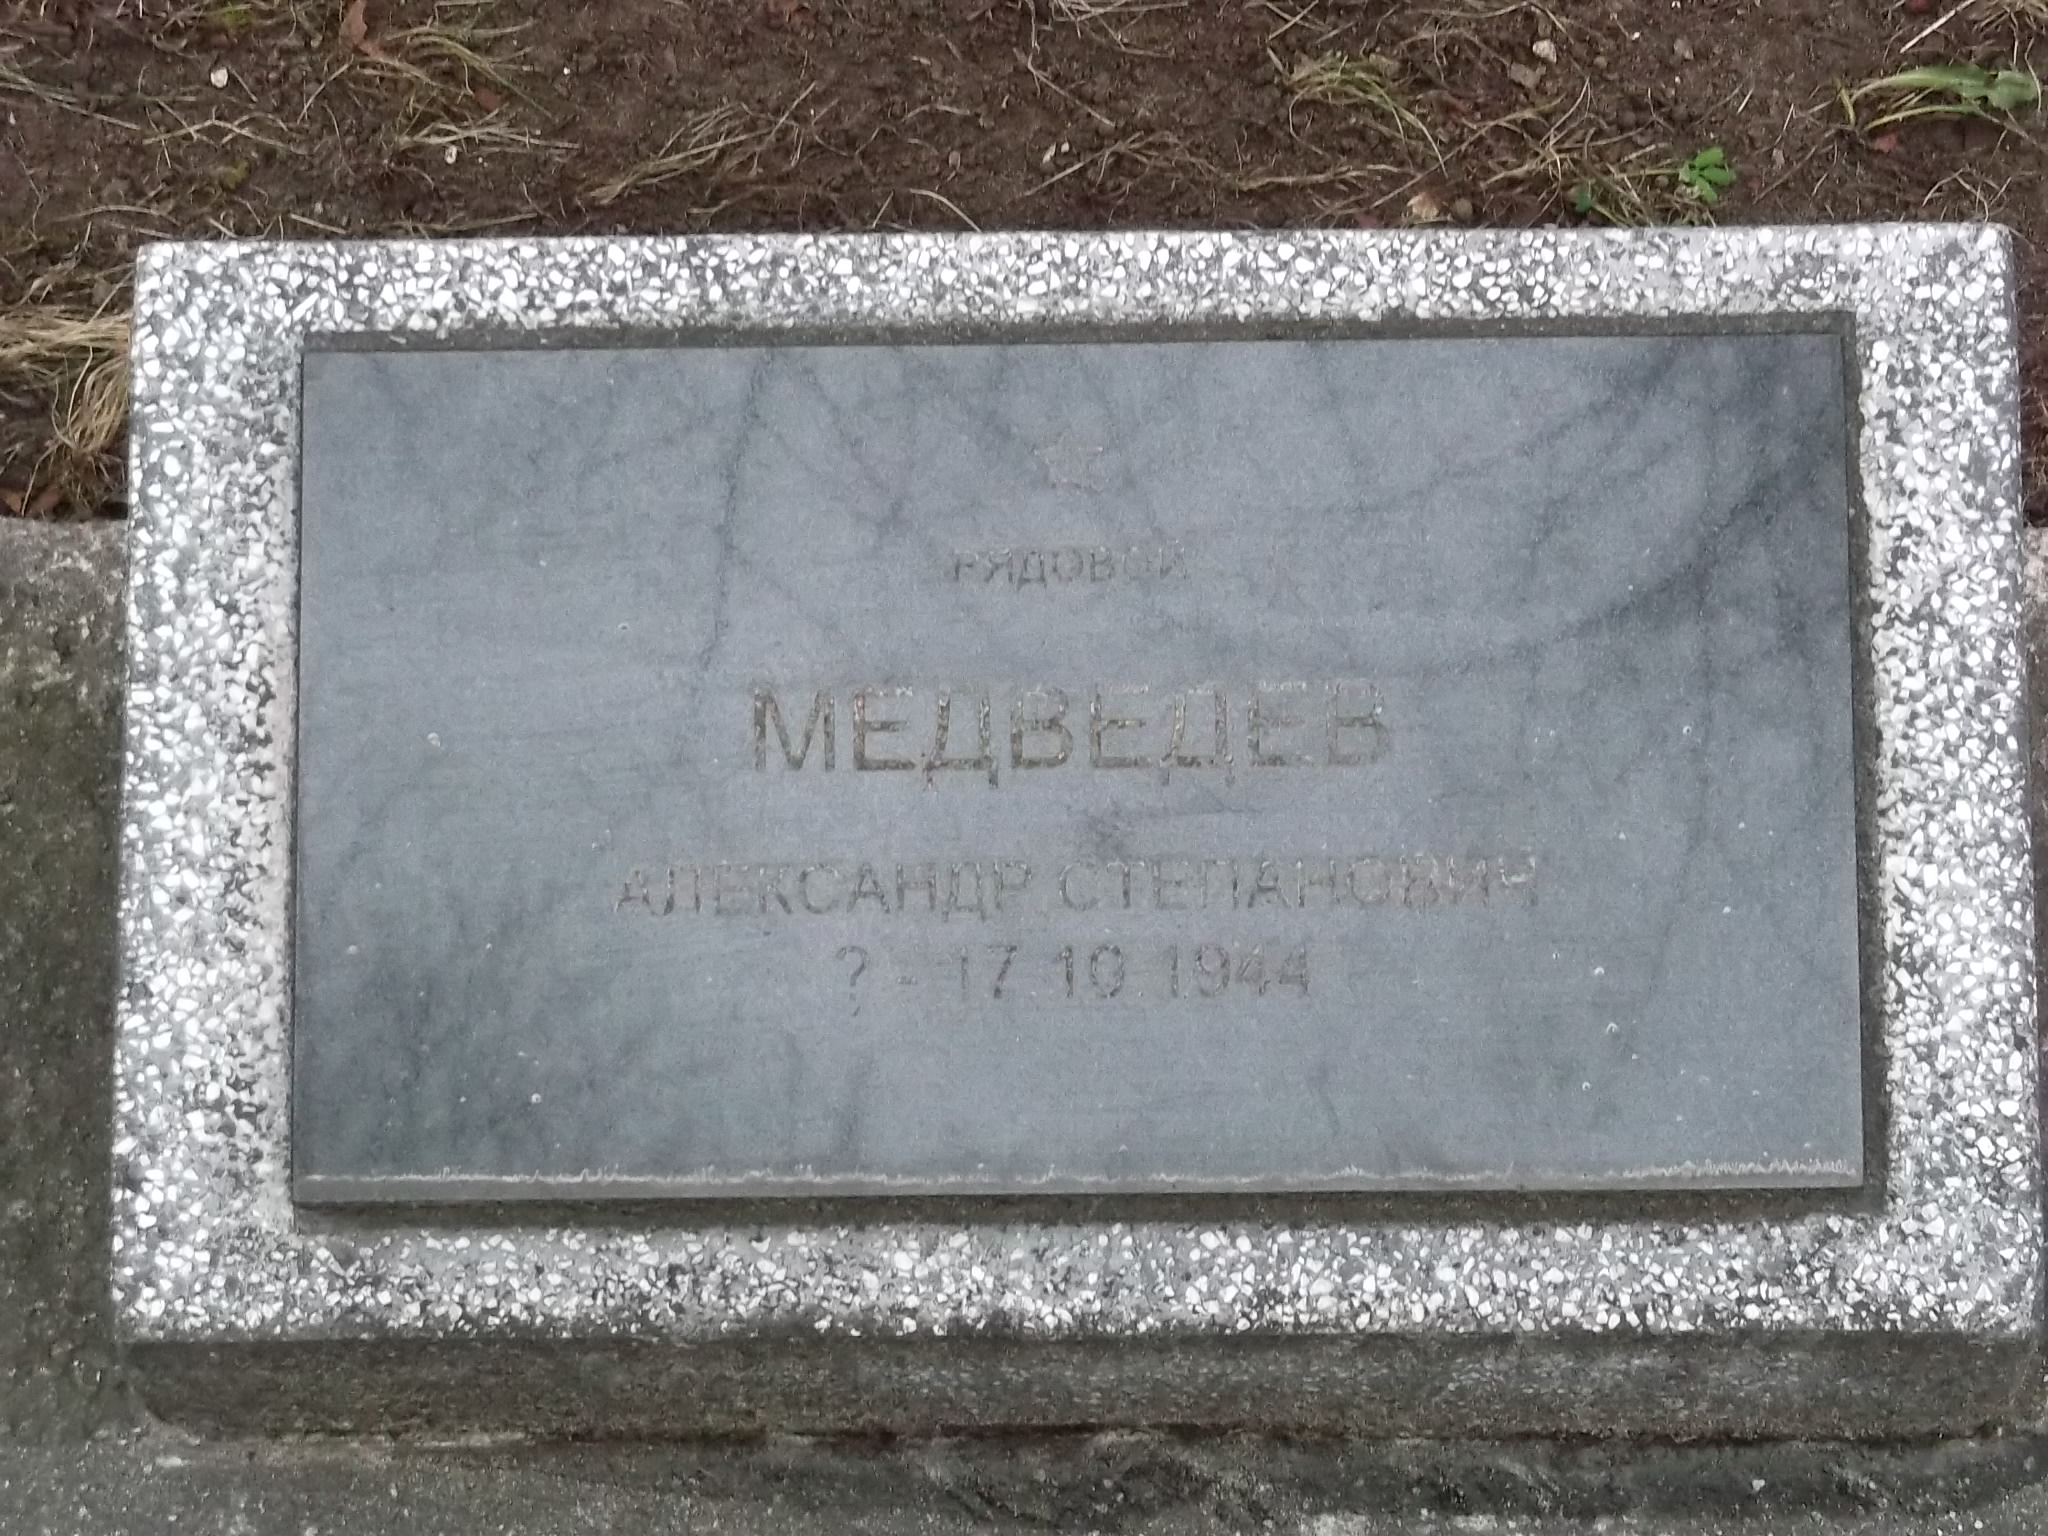 РЯДОВОЙ
МЕДВЕДЕВ
АЛЕКСАНДР СТЕПАНОВИЧ
? - 17 10 1944